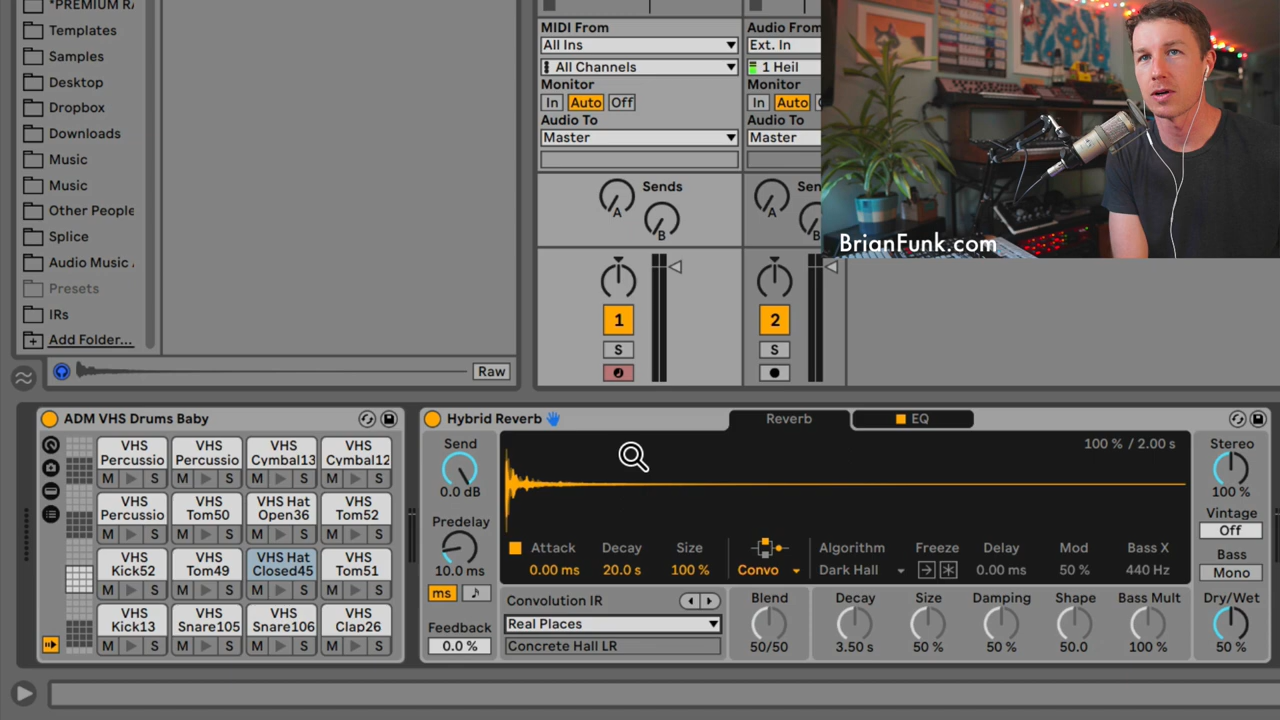 *PREMIUM RA
Templates
Samples
Desktop
Dropbox
Downloads
Music
Music
Other People
Splice
Audio Music A
Presets
IRs
Add Folder...
Raw
MIDI From
All Ins
All Channels
Monitor
In Auto Off
Audio To
Master
Sends
A
B
1
S
Audio From
Ext. In
1 Heil
Monitor
In Auto
Audio To
Master
Sen
A
2
S
BrianFunk.com
ADM VHS Drums Baby
VHS Percussio
VHS Percussio
VHS Cymbal13
VHS Cymbal12
M S M S M S M S
VHS Percussio
VHS Tom50
VHS Hat Open36
VHS Tom52
M S M S M S M S
VHS Kick52
VHS Tom49
VHS Hat Closed45
VHS Tom51
M S M S M S M S
VHS Kick13
VHS Snare105
VHS Snare106
VHS Clap26
M S M S M S M S
Hybrid Reverb
Reverb
EQ
Send
0.0 dB
Predelay
10.0 ms
ms
Feedback
0.0 %
100 % / 2.00 s
Attack Decay Size
0.00 ms 20.0 s 100 %
Convo
Algorithm Freeze Delay Mod Bass X
Dark Hall 0.00 ms 50 % 440 Hz
Convolution IR
Real Places
Concrete Hall LR
Blend
50/50
Decay Size Damping Shape Bass Mult
3.50 s 50 % 50 % 50.0 100 %
Stereo
100 %
Vintage
Off
Bass
Mono
Dry/Wet
50 %